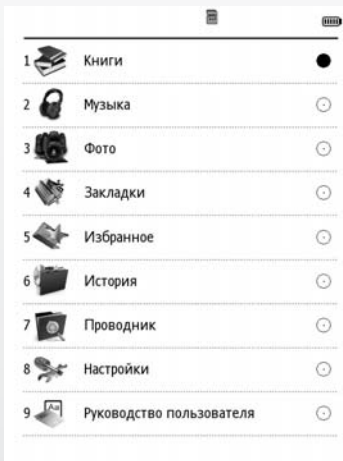 1 Книги
2 Музыка
3 Фото
4 Закладки
5 Избранное
6 История
7 Проводник
8 Настройки
9 Aa Руководство пользователя